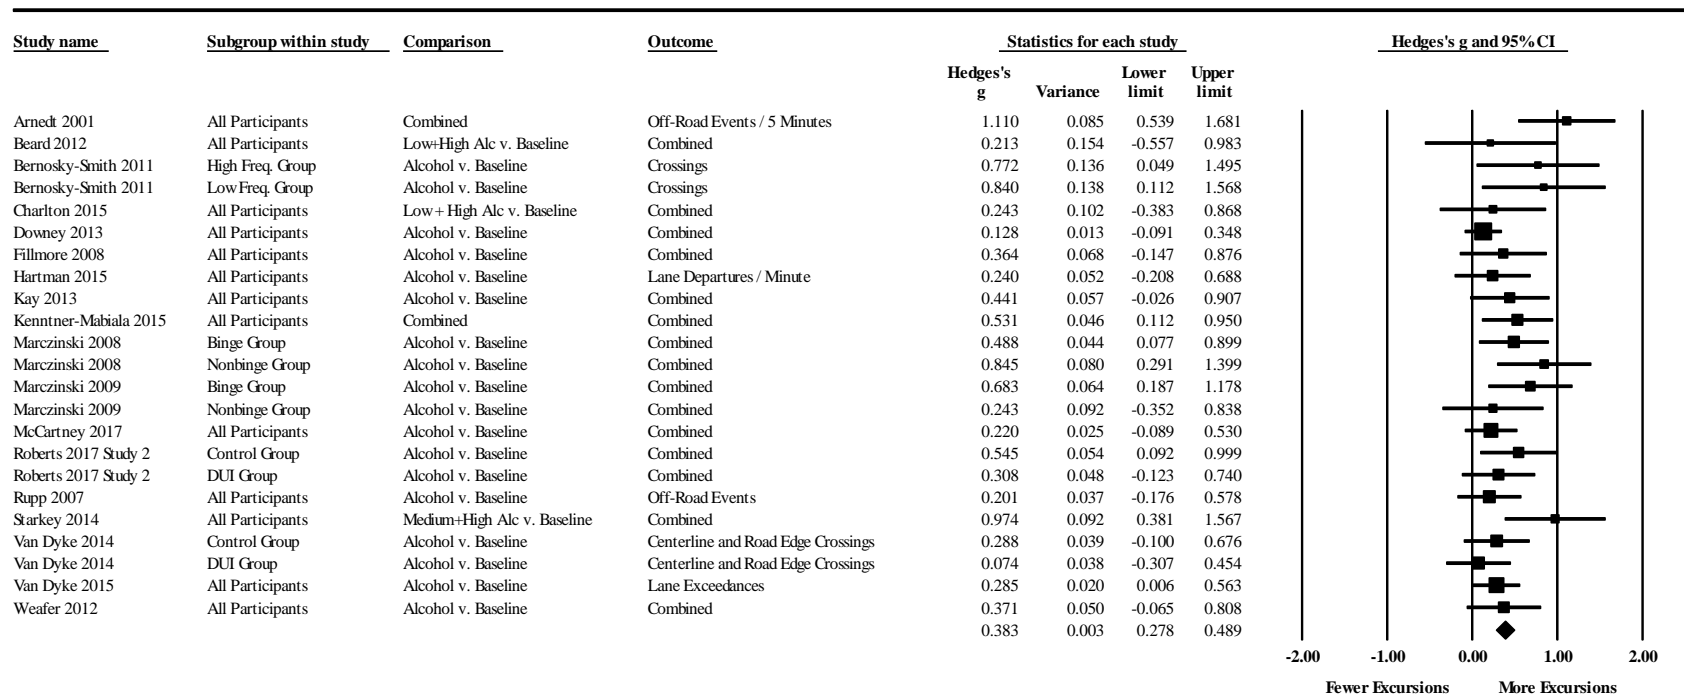 Study name Subgroup within study Comparison Outcome Statistics for each study Hedges's g and 95% CI
Hedges's Lower Upper
g Variance limit limit
Arnedt 2001 All Participants Combined Off-Road Events / 5 Minutes 1.110 0.085 0.539 1.681
Beard 2012 All Participants Low+High Alc v. Baseline Combined 0.213 0.154 -0.557 0.983
Bernosky-Smith 2011 High Freq. Group Alcohol v. Baseline Crossings 0.772 0.136 0.049 1.495
Bernosky-Smith 2011 Low Freq. Group Alcohol v. Baseline Crossings 0.840 0.138 0.112 1.568
Charlton 2015 All Participants Low + High Alc v. Baseline Combined 0.243 0.102 -0.383 0.868
Downey 2013 All Participants Alcohol v. Baseline Combined 0.128 0.013 -0.091 0.348
Fillmore 2008 All Participants Alcohol v. Baseline Combined 0.364 0.068 -0.147 0.876
Hartman 2015 All Participants Alcohol v. Baseline Lane Departures / Minute 0.240 0.052 -0.208 0.688
Kay 2013 All Participants Alcohol v. Baseline Combined 0.441 0.057 -0.026 0.907
Kenntner-Mabiala 2015 All Participants Combined Combined 0.531 0.046 0.112 0.950
Marczinski 2008 Binge Group Alcohol v. Baseline Combined 0.488 0.044 0.077 0.899
Marczinski 2008 Nonbinge Group Alcohol v. Baseline Combined 0.845 0.080 0.291 1.399
Marczinski 2009 Binge Group Alcohol v. Baseline Combined 0.683 0.064 0.187 1.178
Marczinski 2009 Nonbinge Group Alcohol v. Baseline Combined 0.243 0.092 -0.352 0.838
McCartney 2017 All Participants Alcohol v. Baseline Combined 0.220 0.025 -0.089 0.530
Roberts 2017 Study 2 Control Group Alcohol v. Baseline Combined 0.545 0.054 0.092 0.999
Roberts 2017 Study 2 DUI Group Alcohol v. Baseline Combined 0.308 0.048 -0.123 0.740
Rupp 2007 All Participants Alcohol v. Baseline Off-Road Events 0.201 0.037 -0.176 0.578
Starkey 2014 All Participants Medium+High Alc v. Baseline Combined 0.974 0.092 0.381 1.567
Van Dyke 2014 Control Group Alcohol v. Baseline Centerline and Road Edge Crossings 0.288 0.039 -0.100 0.676
Van Dyke 2014 DUI Group Alcohol v. Baseline Centerline and Road Edge Crossings 0.074 0.038 -0.307 0.454
Van Dyke 2015 All Participants Alcohol v. Baseline Lane Exceedances 0.285 0.020 0.006 0.563
Weafer 2012 All Participants Alcohol v. Baseline Combined 0.371 0.050 -0.065 0.808
0.383 0.003 0.278 0.489
-2.00 -1.00 0.00 1.00 2.00
Fewer Excursions More Excursions